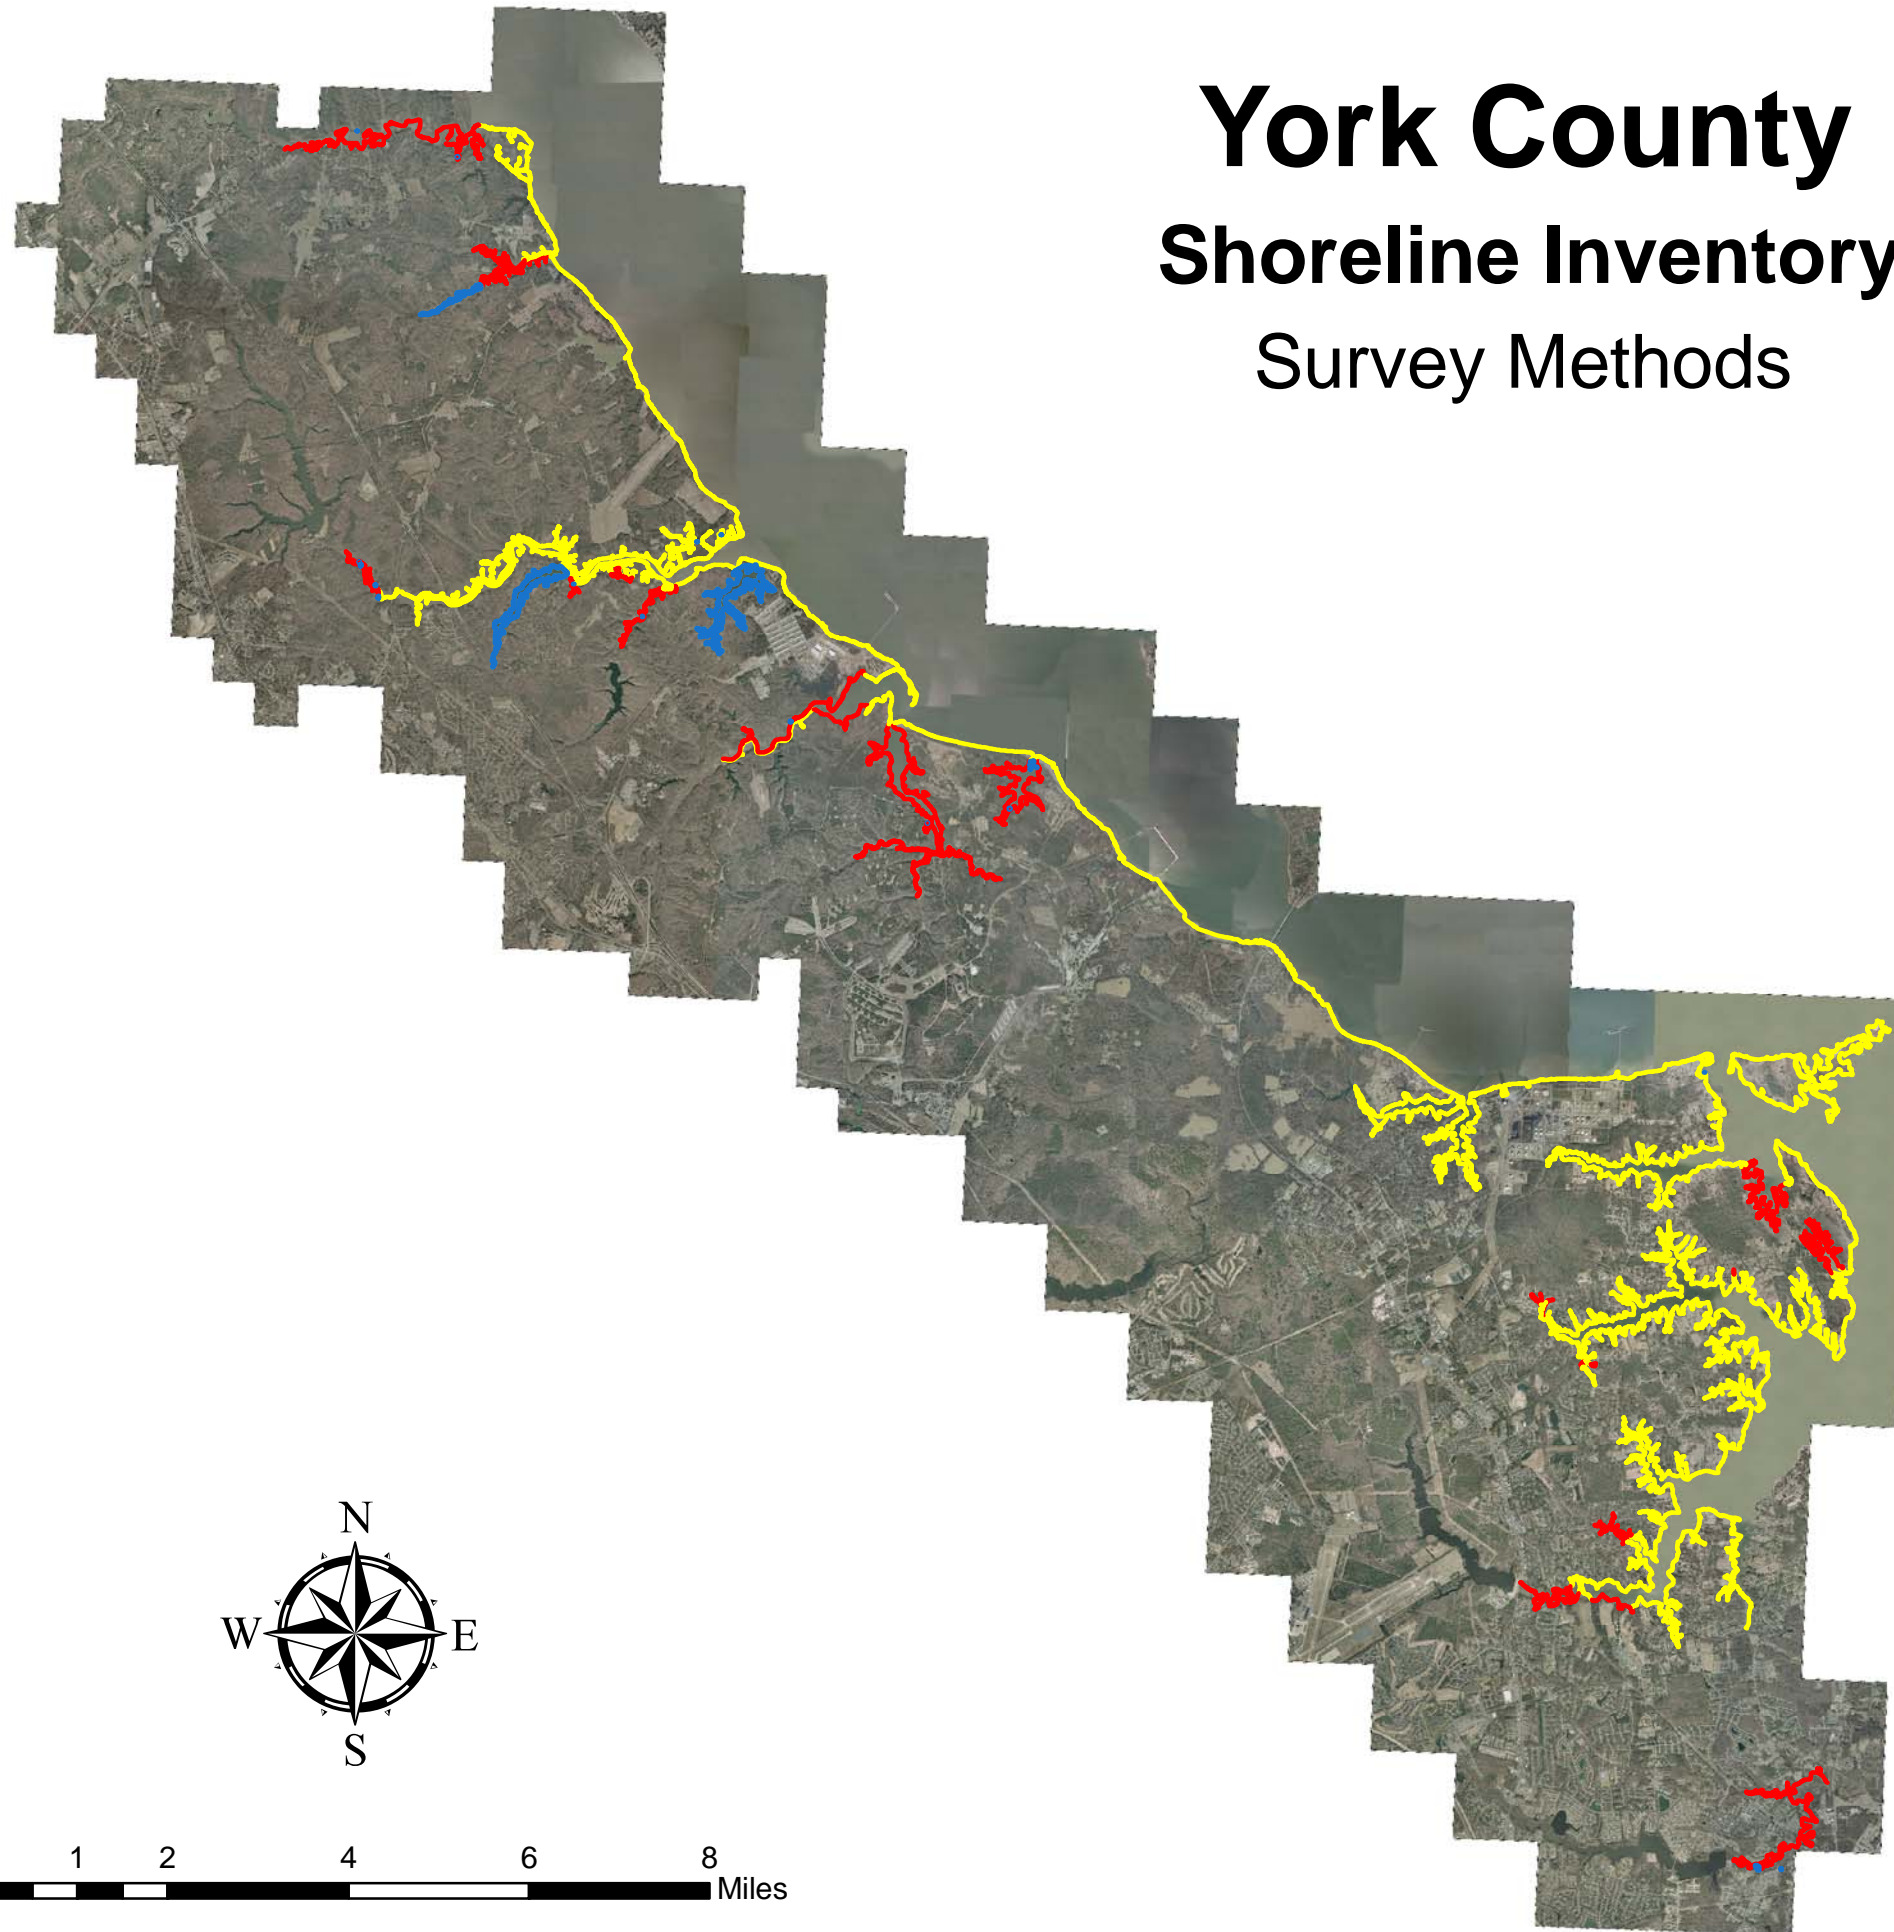 York County
Shoreline Inventory
Survey Methods
N
W E
S
1 2 4 6 8
Miles